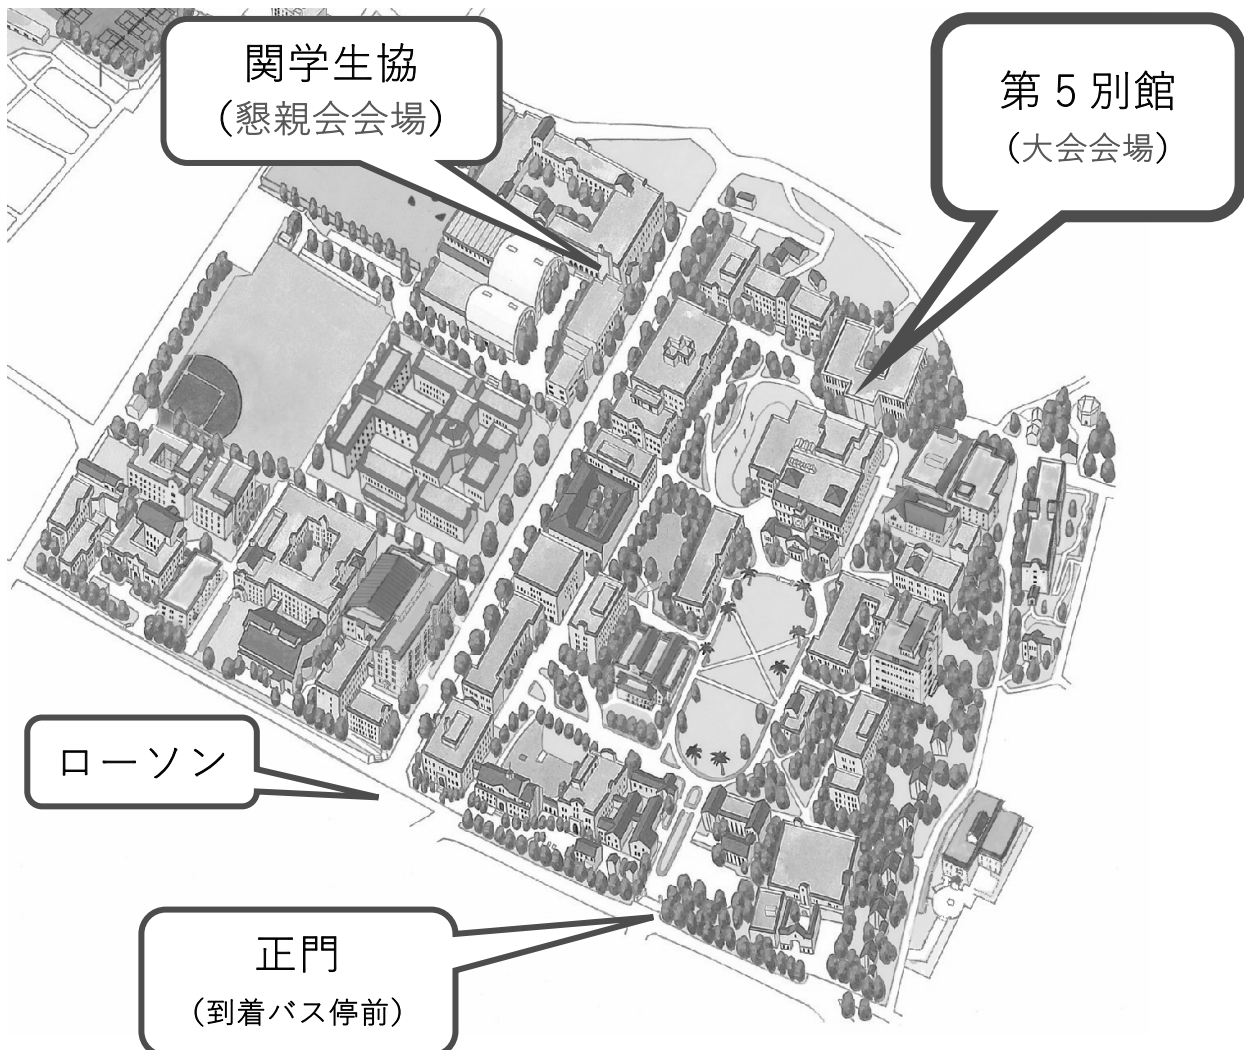 関学生協
(懇親会会場)
第5別館
(大会会場)
ローソン
正門
(到着バス停前)